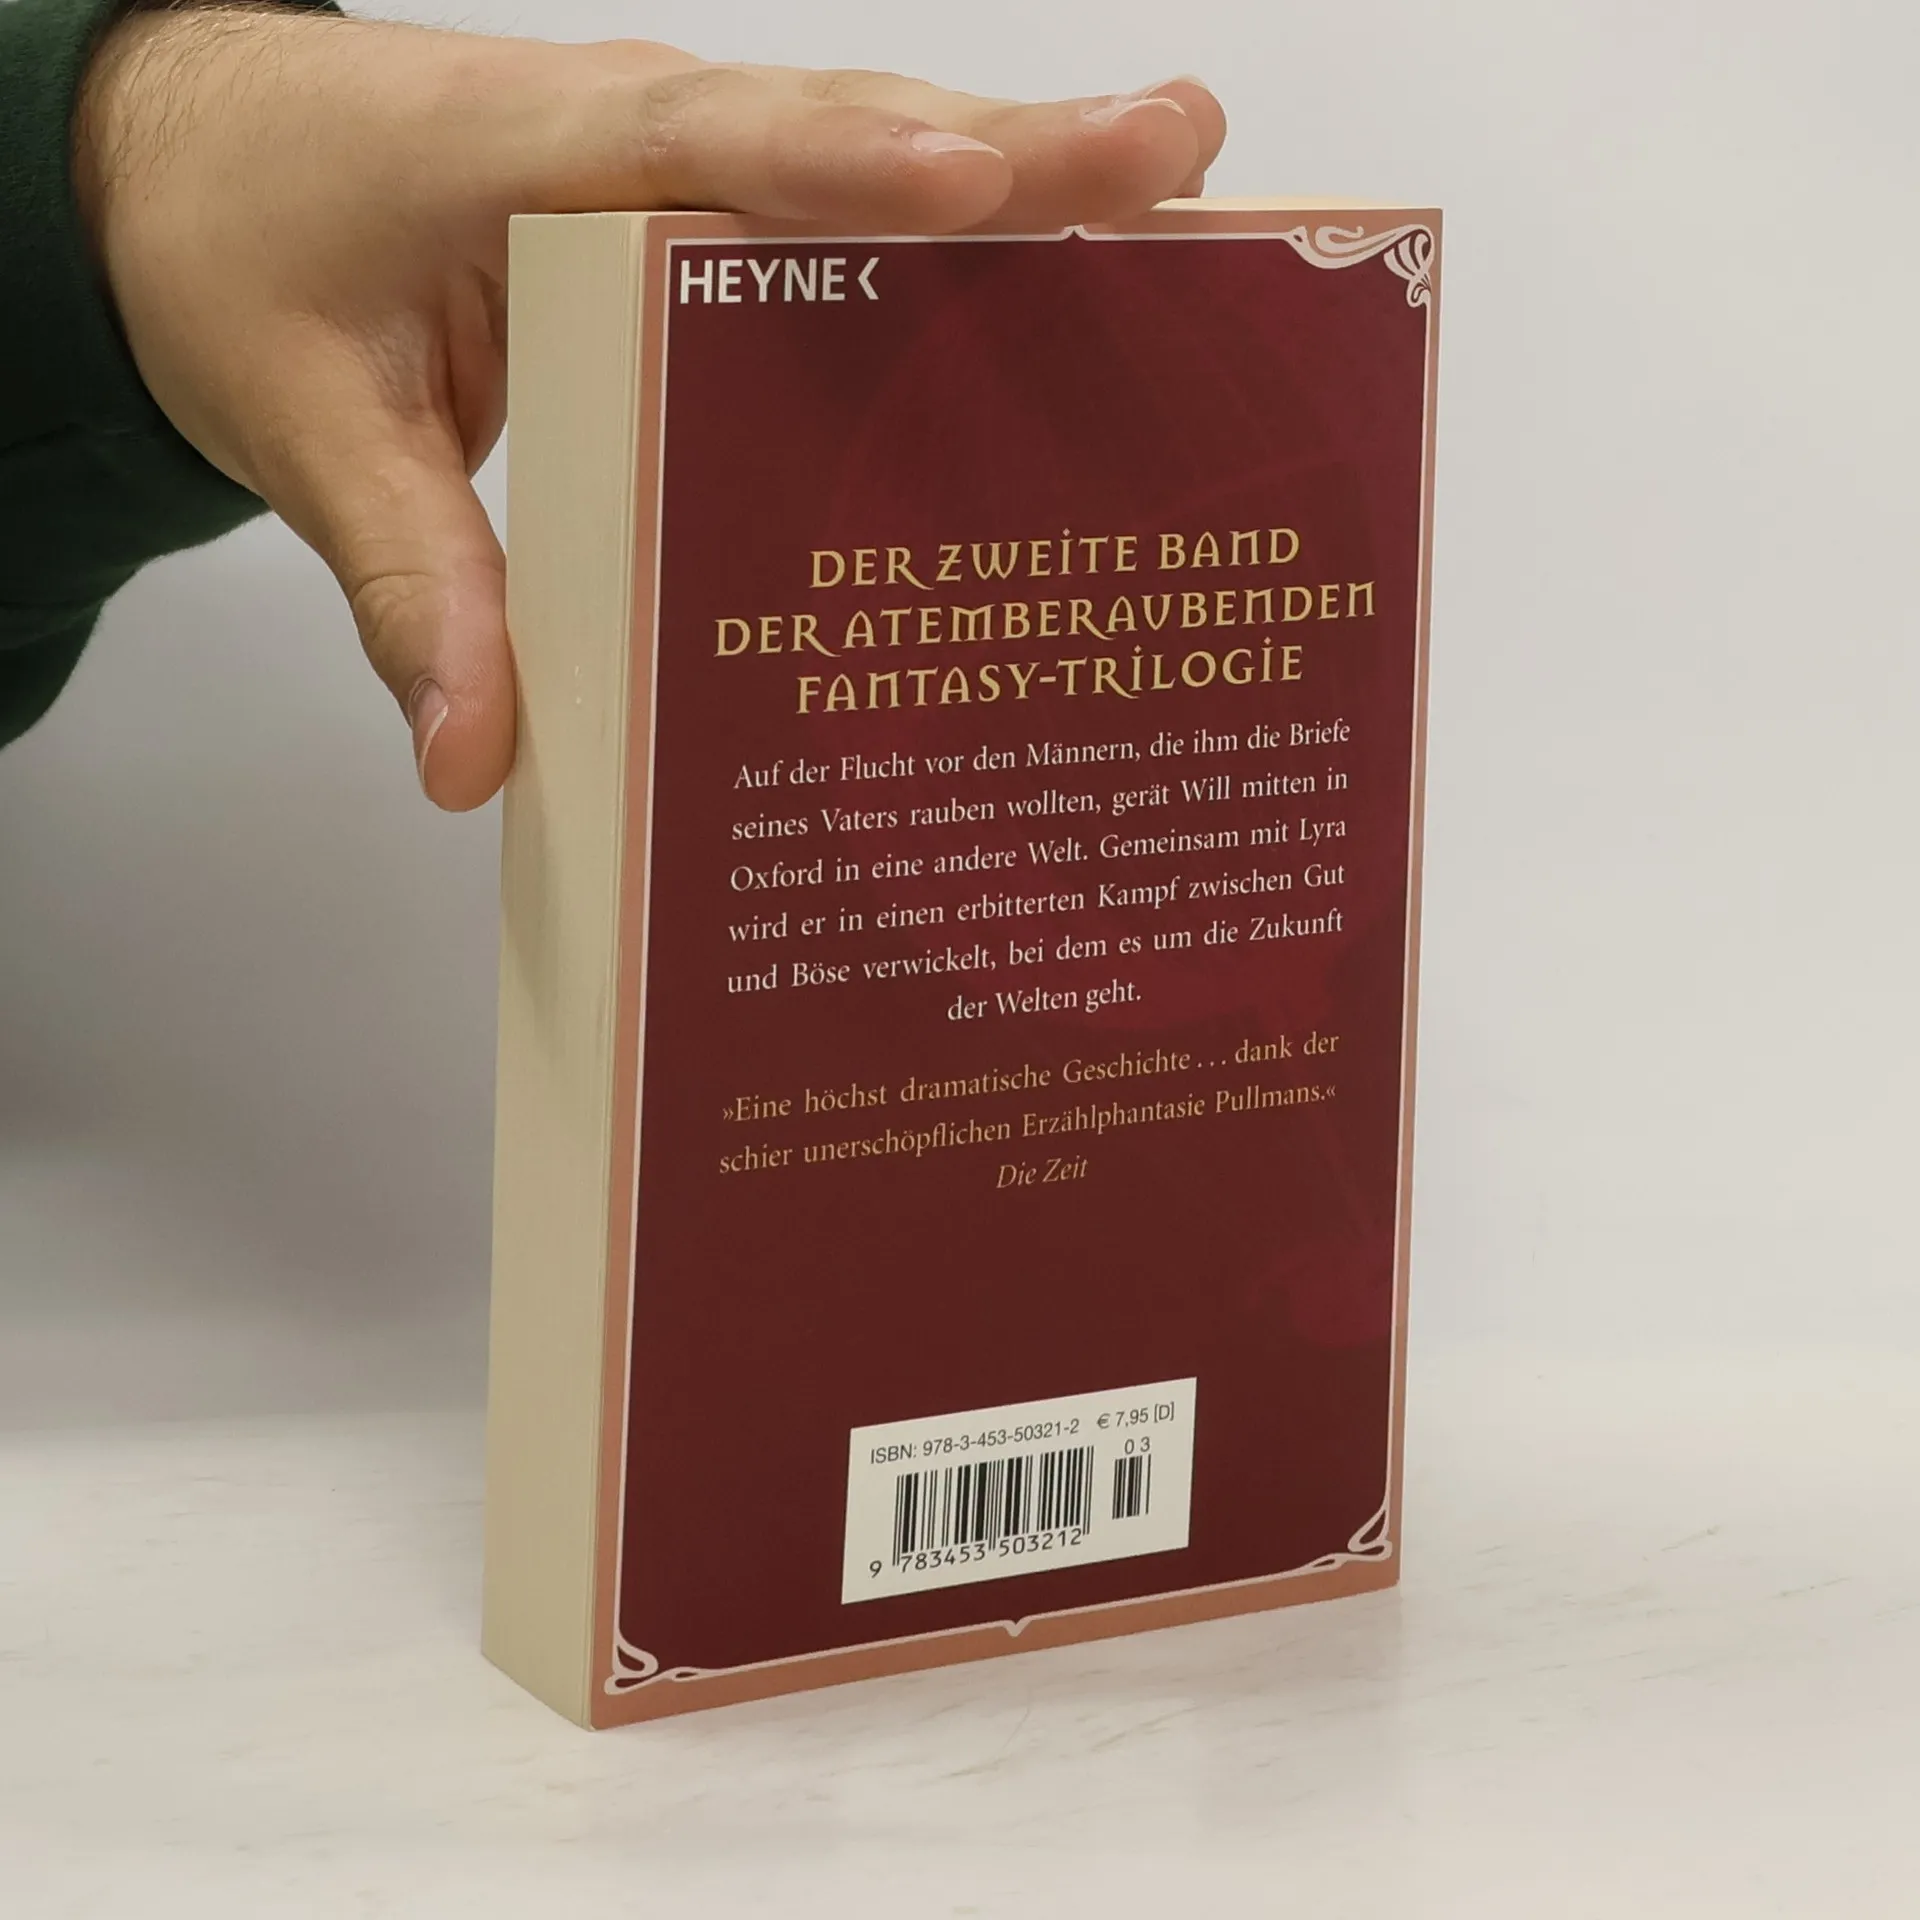 HEYNE <
DER ZWEITE BAND
DER ATEMBERAUBENDEN
FANTASY-TRILOGIE
Auf der Flucht vor den Männern, die ihm die Briefe
seines Vaters rauben wollten, gerät Will mitten in
Oxford in eine andere Welt. Gemeinsam mit Lyra
wird er in einen erbitterten Kampf zwischen Gut
und Böse verwickelt, bei dem es um die Zukunft
der Welten geht.
»Eine höchst dramatische Geschichte ... dank der
schier unerschöpflichen Erzählphantasie Pullmans.«
Die Zeit
ISBN: 978-3-453-50321-2 € 7,95 [D]
03
9 783453 503212